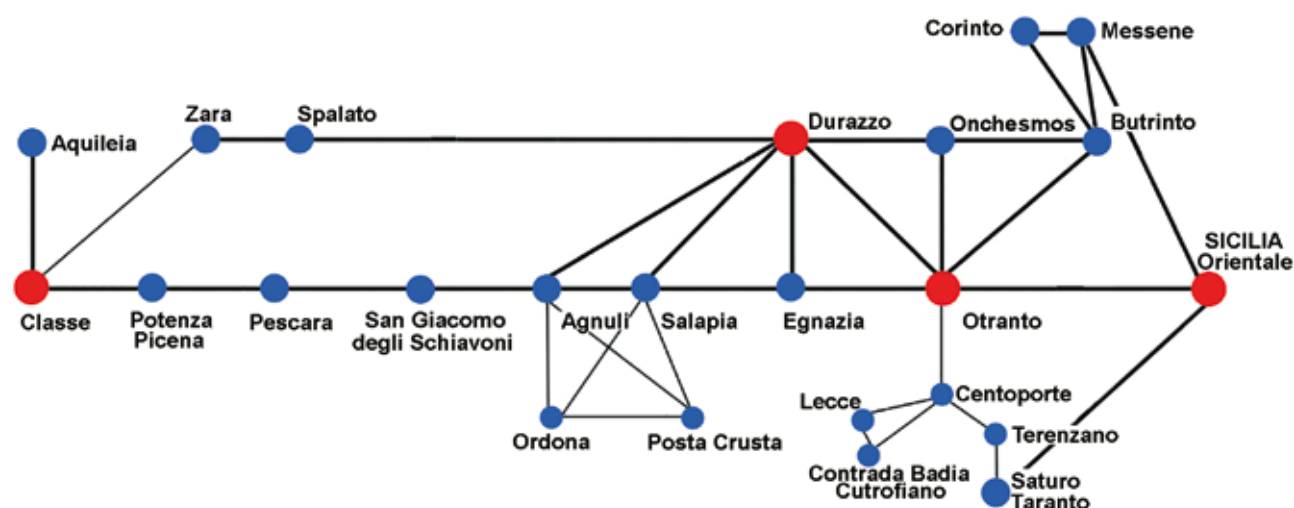 Corinto
Messene
Zara
Spalato
Durazzo
Onchesmos
Butrinto
Aquileia
SICILIA
Orientale
Classe
Potenza
Picena
Pescara
San Giacomo
degli Schiavoni
Agnuli
Salapia
Egnazia
Otranto
Lecce
Centoporte
Ordona
Posta Crusta
Terenzano
Contrada Badia
Cutrofiano
Saturo
Taranto